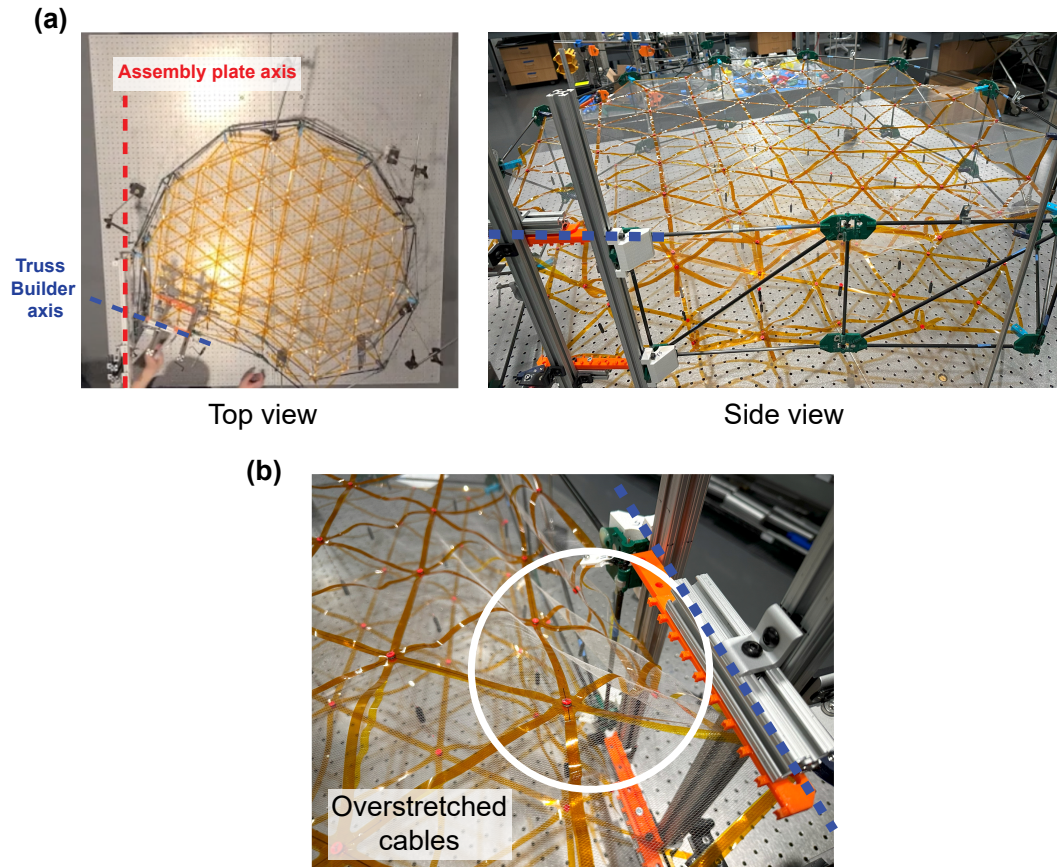 (a)
Assembly plate axis
Truss
Builder
axis
Top view
Side view
(b)
Overstretched
cables